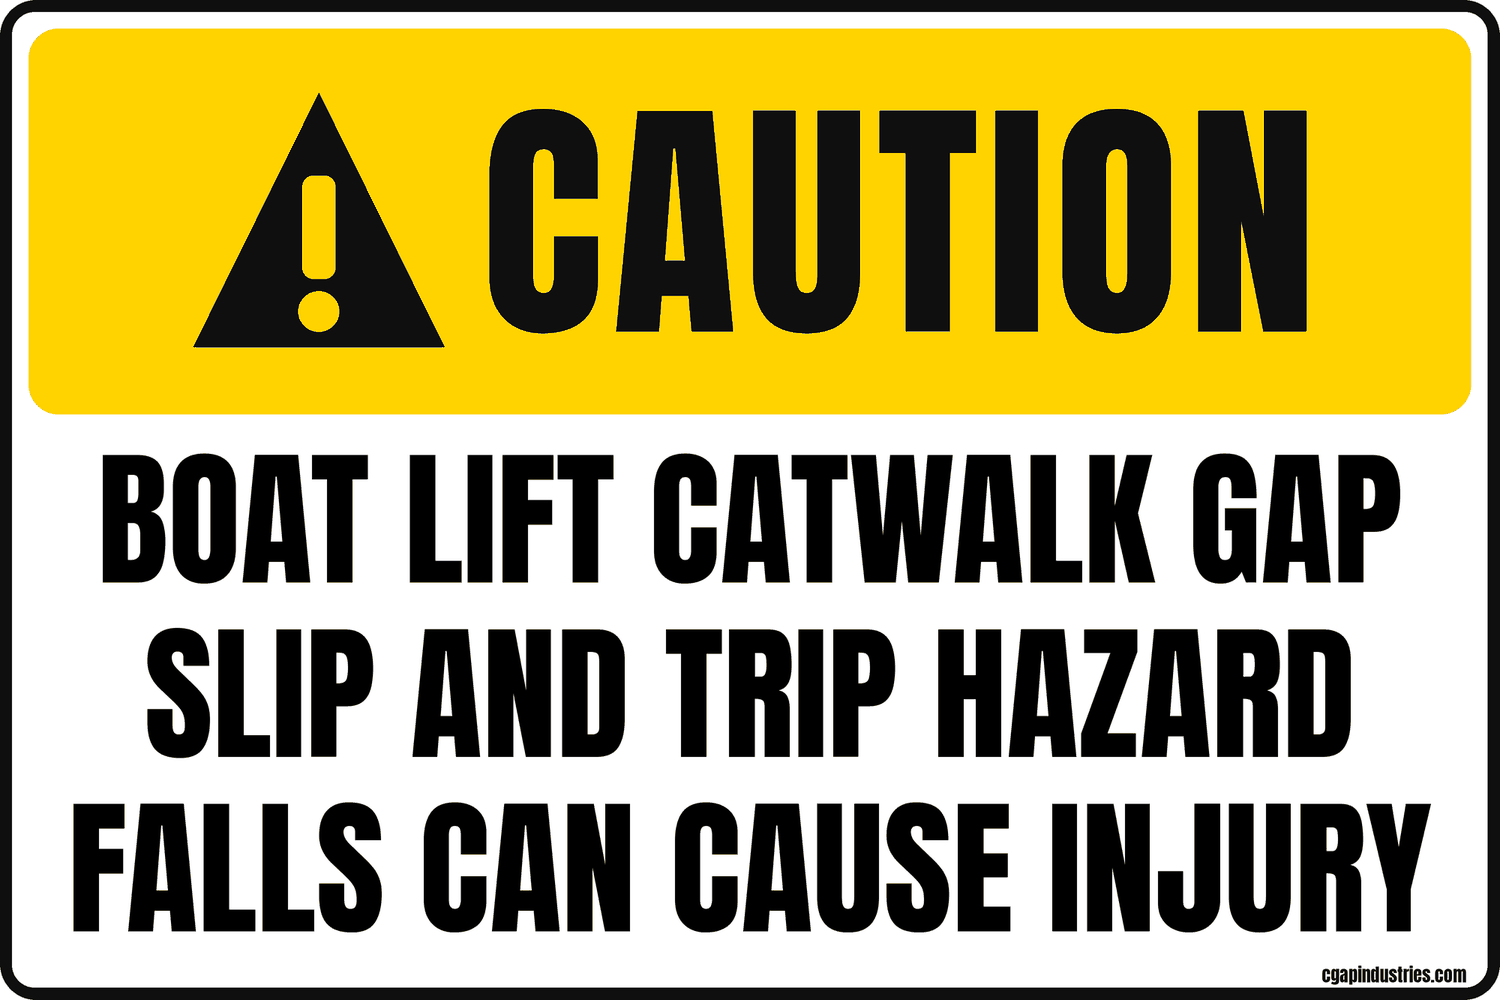 CAUTION
BOAT LIFT CATWALK GAP
SLIP AND TRIP HAZARD
FALLS CAN CAUSE INJURY
cgapindustries.com